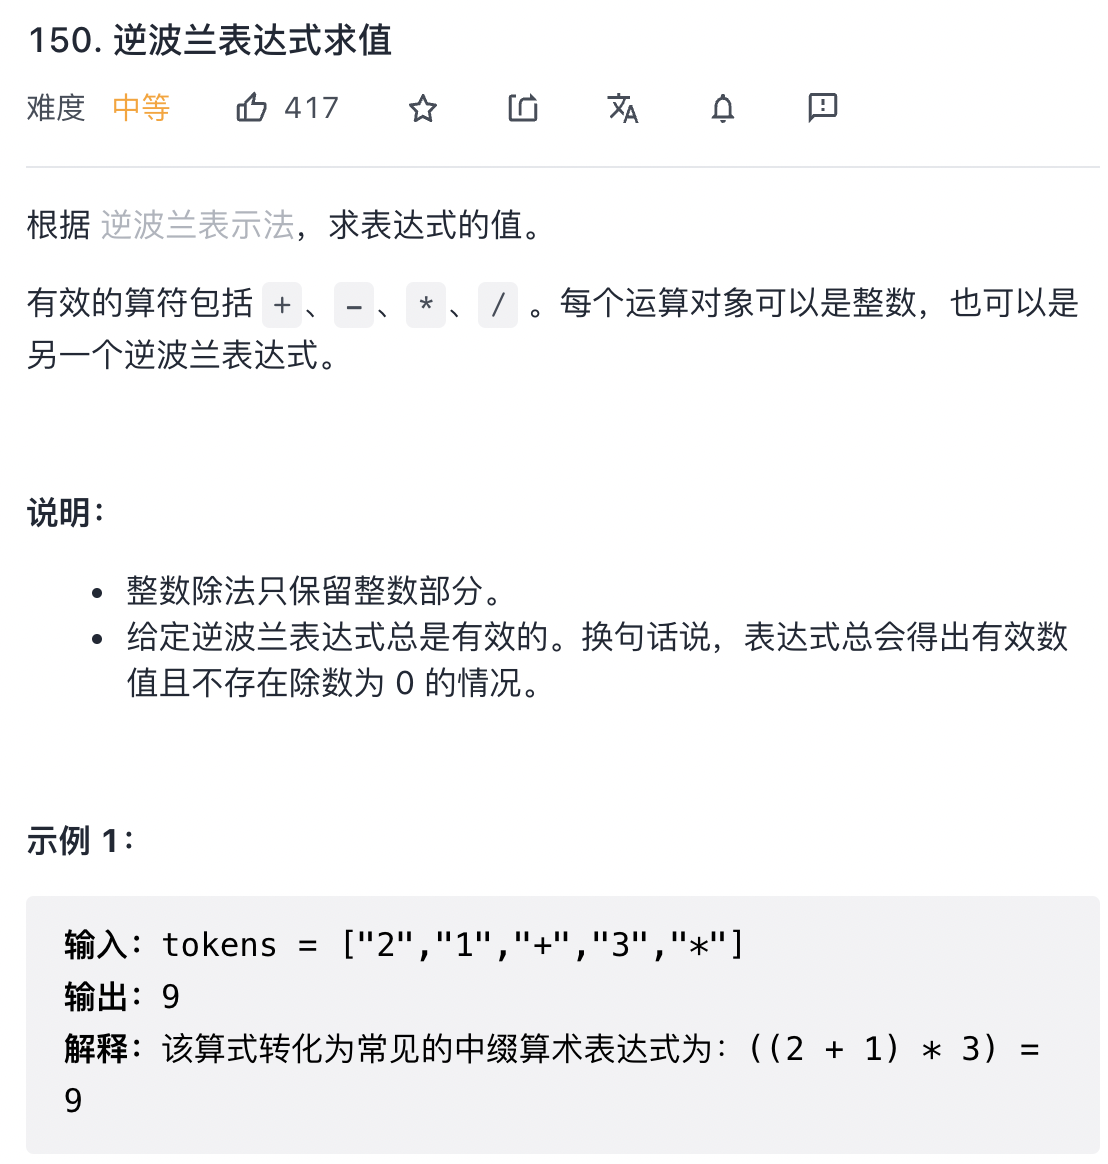 150. 逆波兰表达式求值
难度 中等 417
根据 逆波兰表示法，求表达式的值。
有效的算符包括 +、-、*、/ 。每个运算对象可以是整数，也可以是
另一个逆波兰表达式。
说明：
• 整数除法只保留整数部分。
• 给定逆波兰表达式总是有效的。换句话说，表达式总会得出有效数
值且不存在除数为 0 的情况。
示例 1：
输入：tokens = ["2","1","+","3","*"]
输出：9
解释：该算式转化为常见的中缀算术表达式为：((2 + 1) * 3) =
9